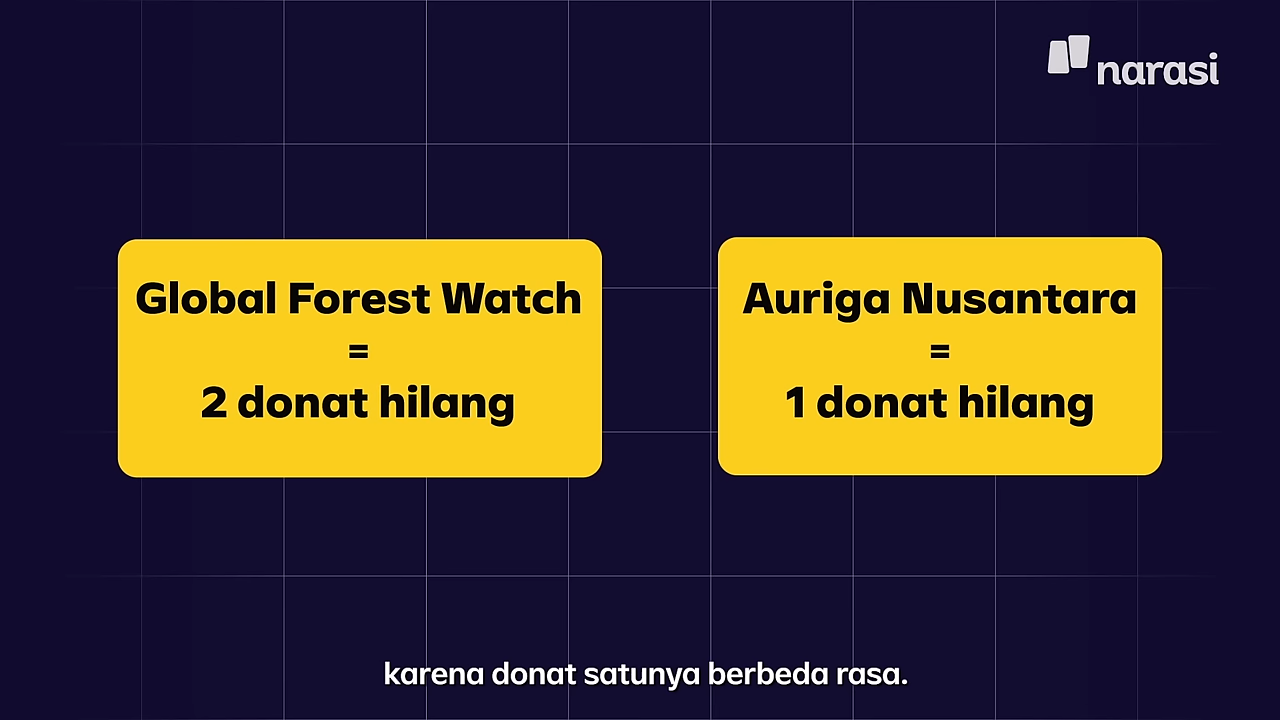 narasi
Global Forest Watch
=
2 donat hilang
Auriga Nusantara
=
1 donat hilang
karena donat satunya berbeda rasa.